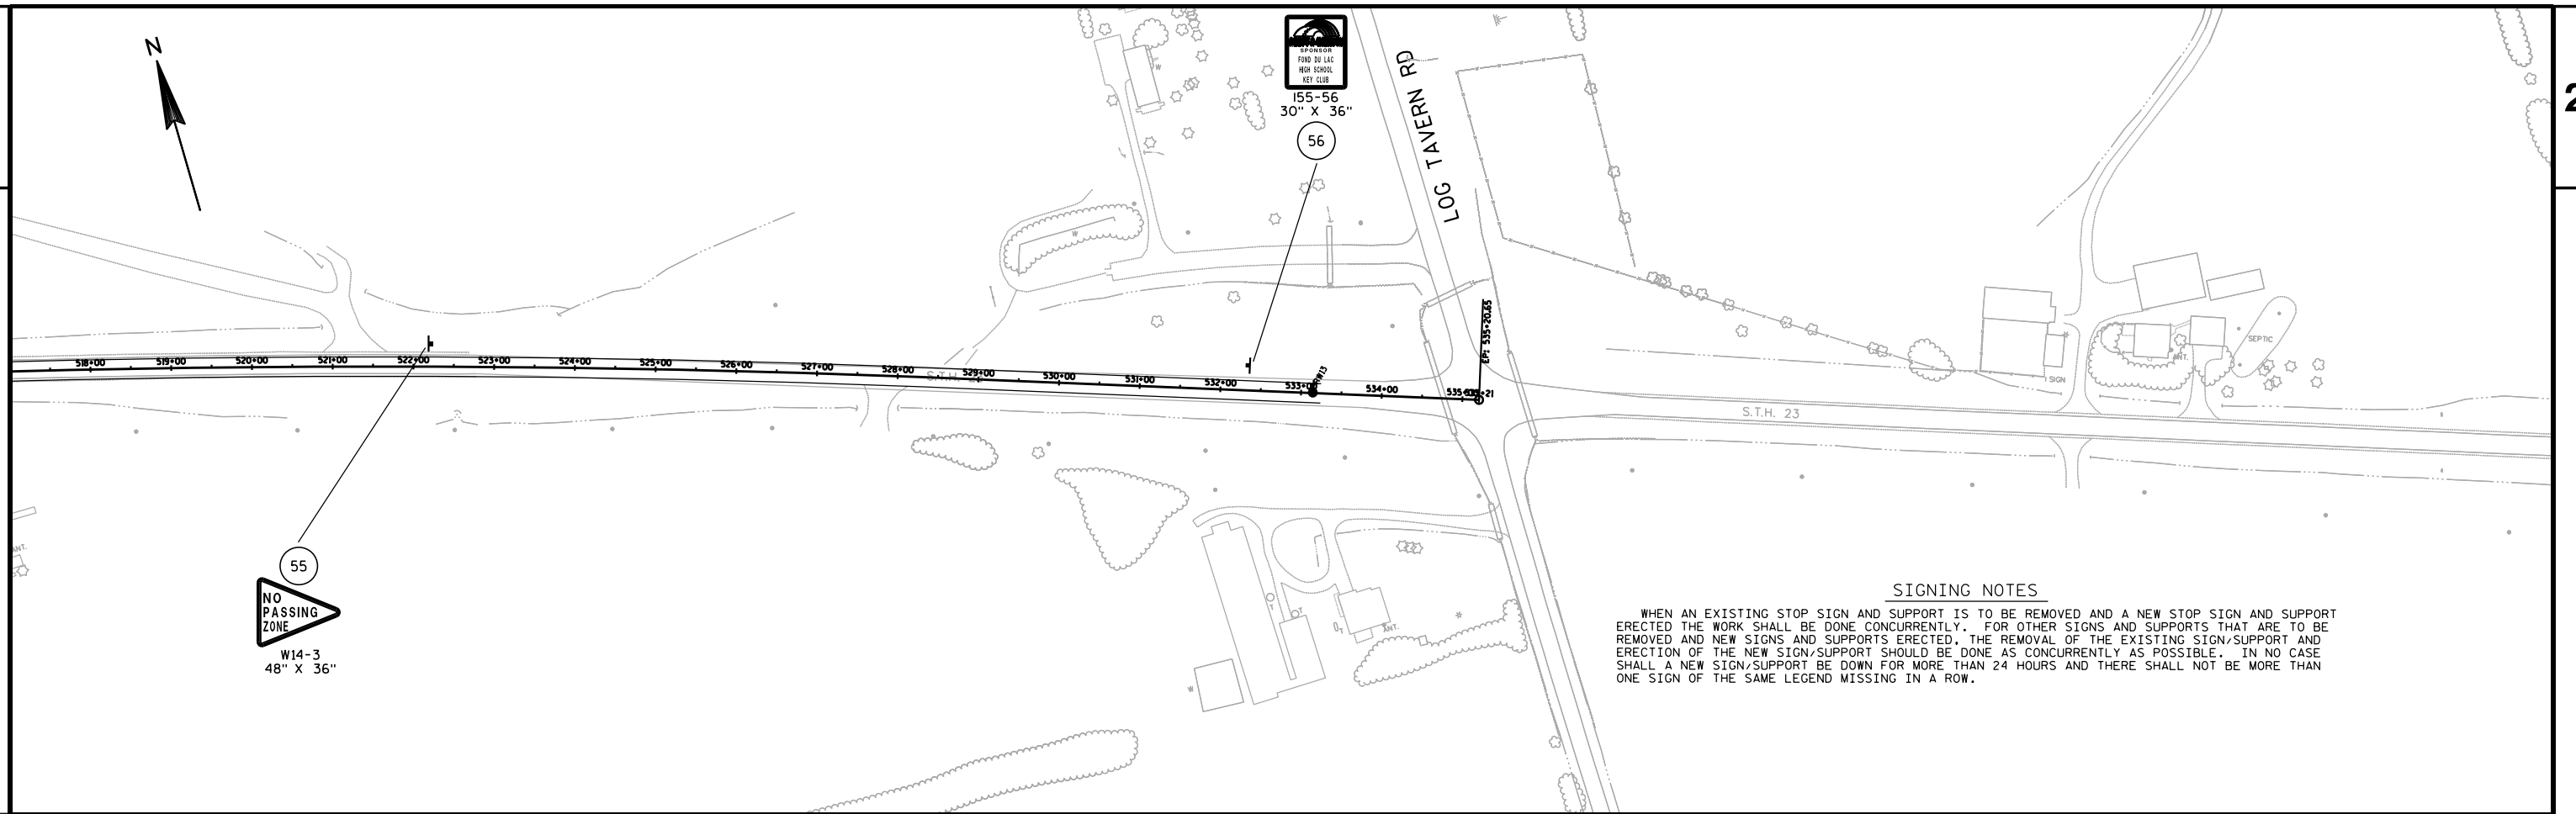 N
SPONSOR
FOND DU LAC
HIGH SCHOOL
KEY CLUB
I55-56
30" X 36"
56
LOG TAVERN RD
W
W
EP: 535+20.65
518+00
519+00
520+00
521+00
522+00
523+00
524+00
525+00
526+00
527+00
528+00
529+00
530+00
531+00
532+00
533+00
534+00
S.T.H.
S.T.H. 23
SIGN
ANT.
SEPTIC
ANT.
55
NO
PASSING
ZONE
W14-3
48" X 36"
T
T
T
ANT.
W
SIGNING NOTES
WHEN AN EXISTING STOP SIGN AND SUPPORT IS TO BE REMOVED AND A NEW STOP SIGN AND SUPPORT
ERECTED THE WORK SHALL BE DONE CONCURRENTLY. FOR OTHER SIGNS AND SUPPORTS THAT ARE TO BE
REMOVED AND NEW SIGNS AND SUPPORTS ERECTED, THE REMOVAL OF THE EXISTING SIGN/SUPPORT AND
ERECTION OF THE NEW SIGN/SUPPORT SHOULD BE DONE AS CONCURRENTLY AS POSSIBLE. IN NO CASE
SHALL A NEW SIGN/SUPPORT BE DOWN FOR MORE THAN 24 HOURS AND THERE SHALL NOT BE MORE THAN
ONE SIGN OF THE SAME LEGEND MISSING IN A ROW.
2